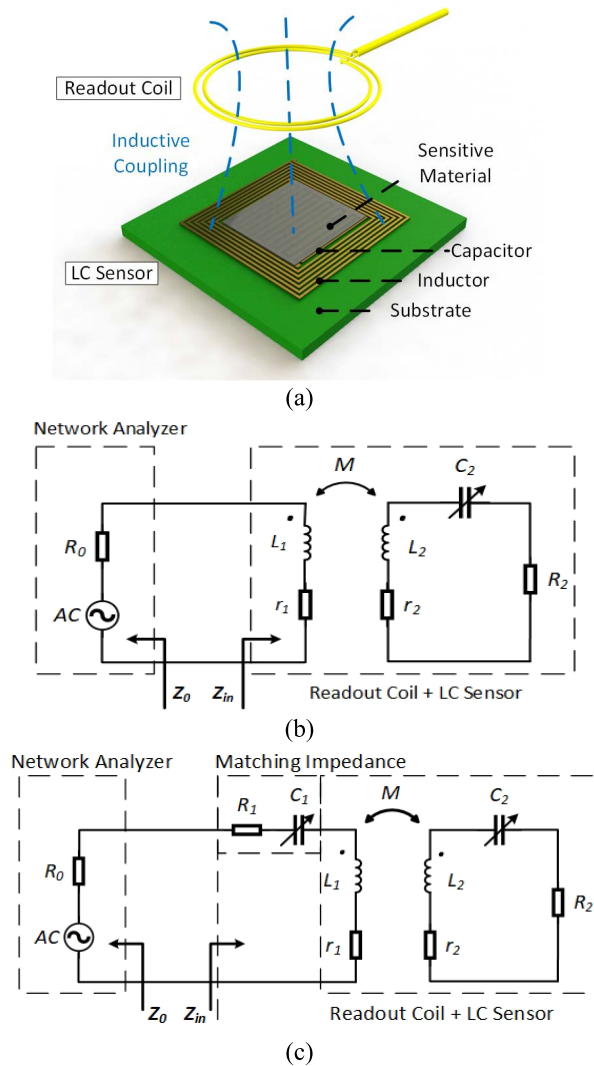 Readout Coil
Inductive
Coupling
Sensitive
Material
Capacitor
LC Sensor
Inductor
Substrate
(a)
Network Analyzer
M
C2
R0
L1
L2
R2
AC
r1
r2
Z0
Zin
Readout Coil + LC Sensor
(b)
Network Analyzer
Matching Impedance
R1
C1
M
C2
R0
L1
L2
R2
AC
r1
r2
Z0
Zin
Readout Coil + LC Sensor
(c)